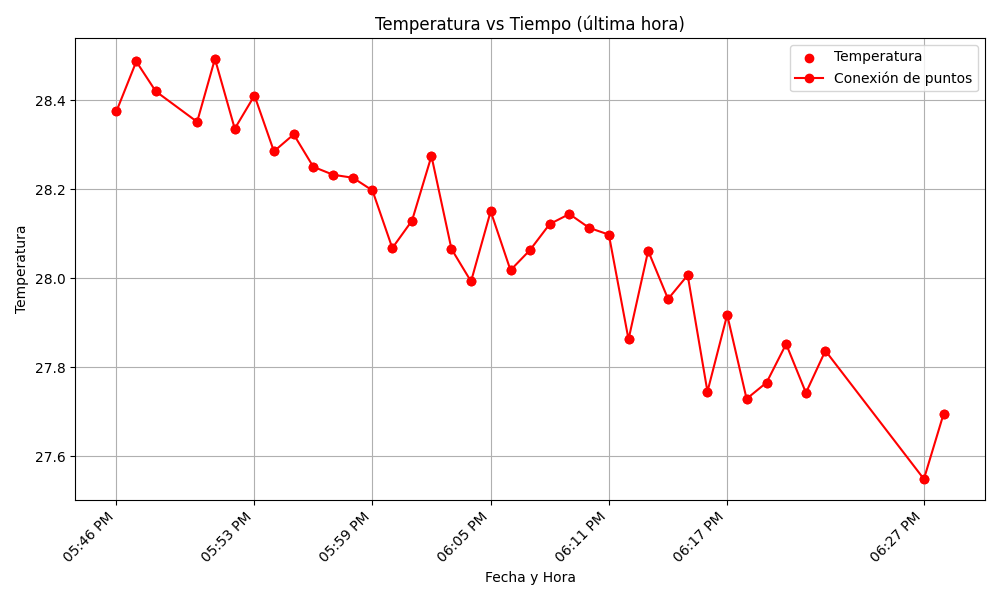 Temperatura vs Tiempo (última hora)
Temperatura
Conexión de puntos
Temperatura
28.4
28.2
28.0
27.8
27.6
05:46 PM
05:53 PM
05:59 PM
06:05 PM
06:11 PM
06:17 PM
06:27 PM
Fecha y Hora